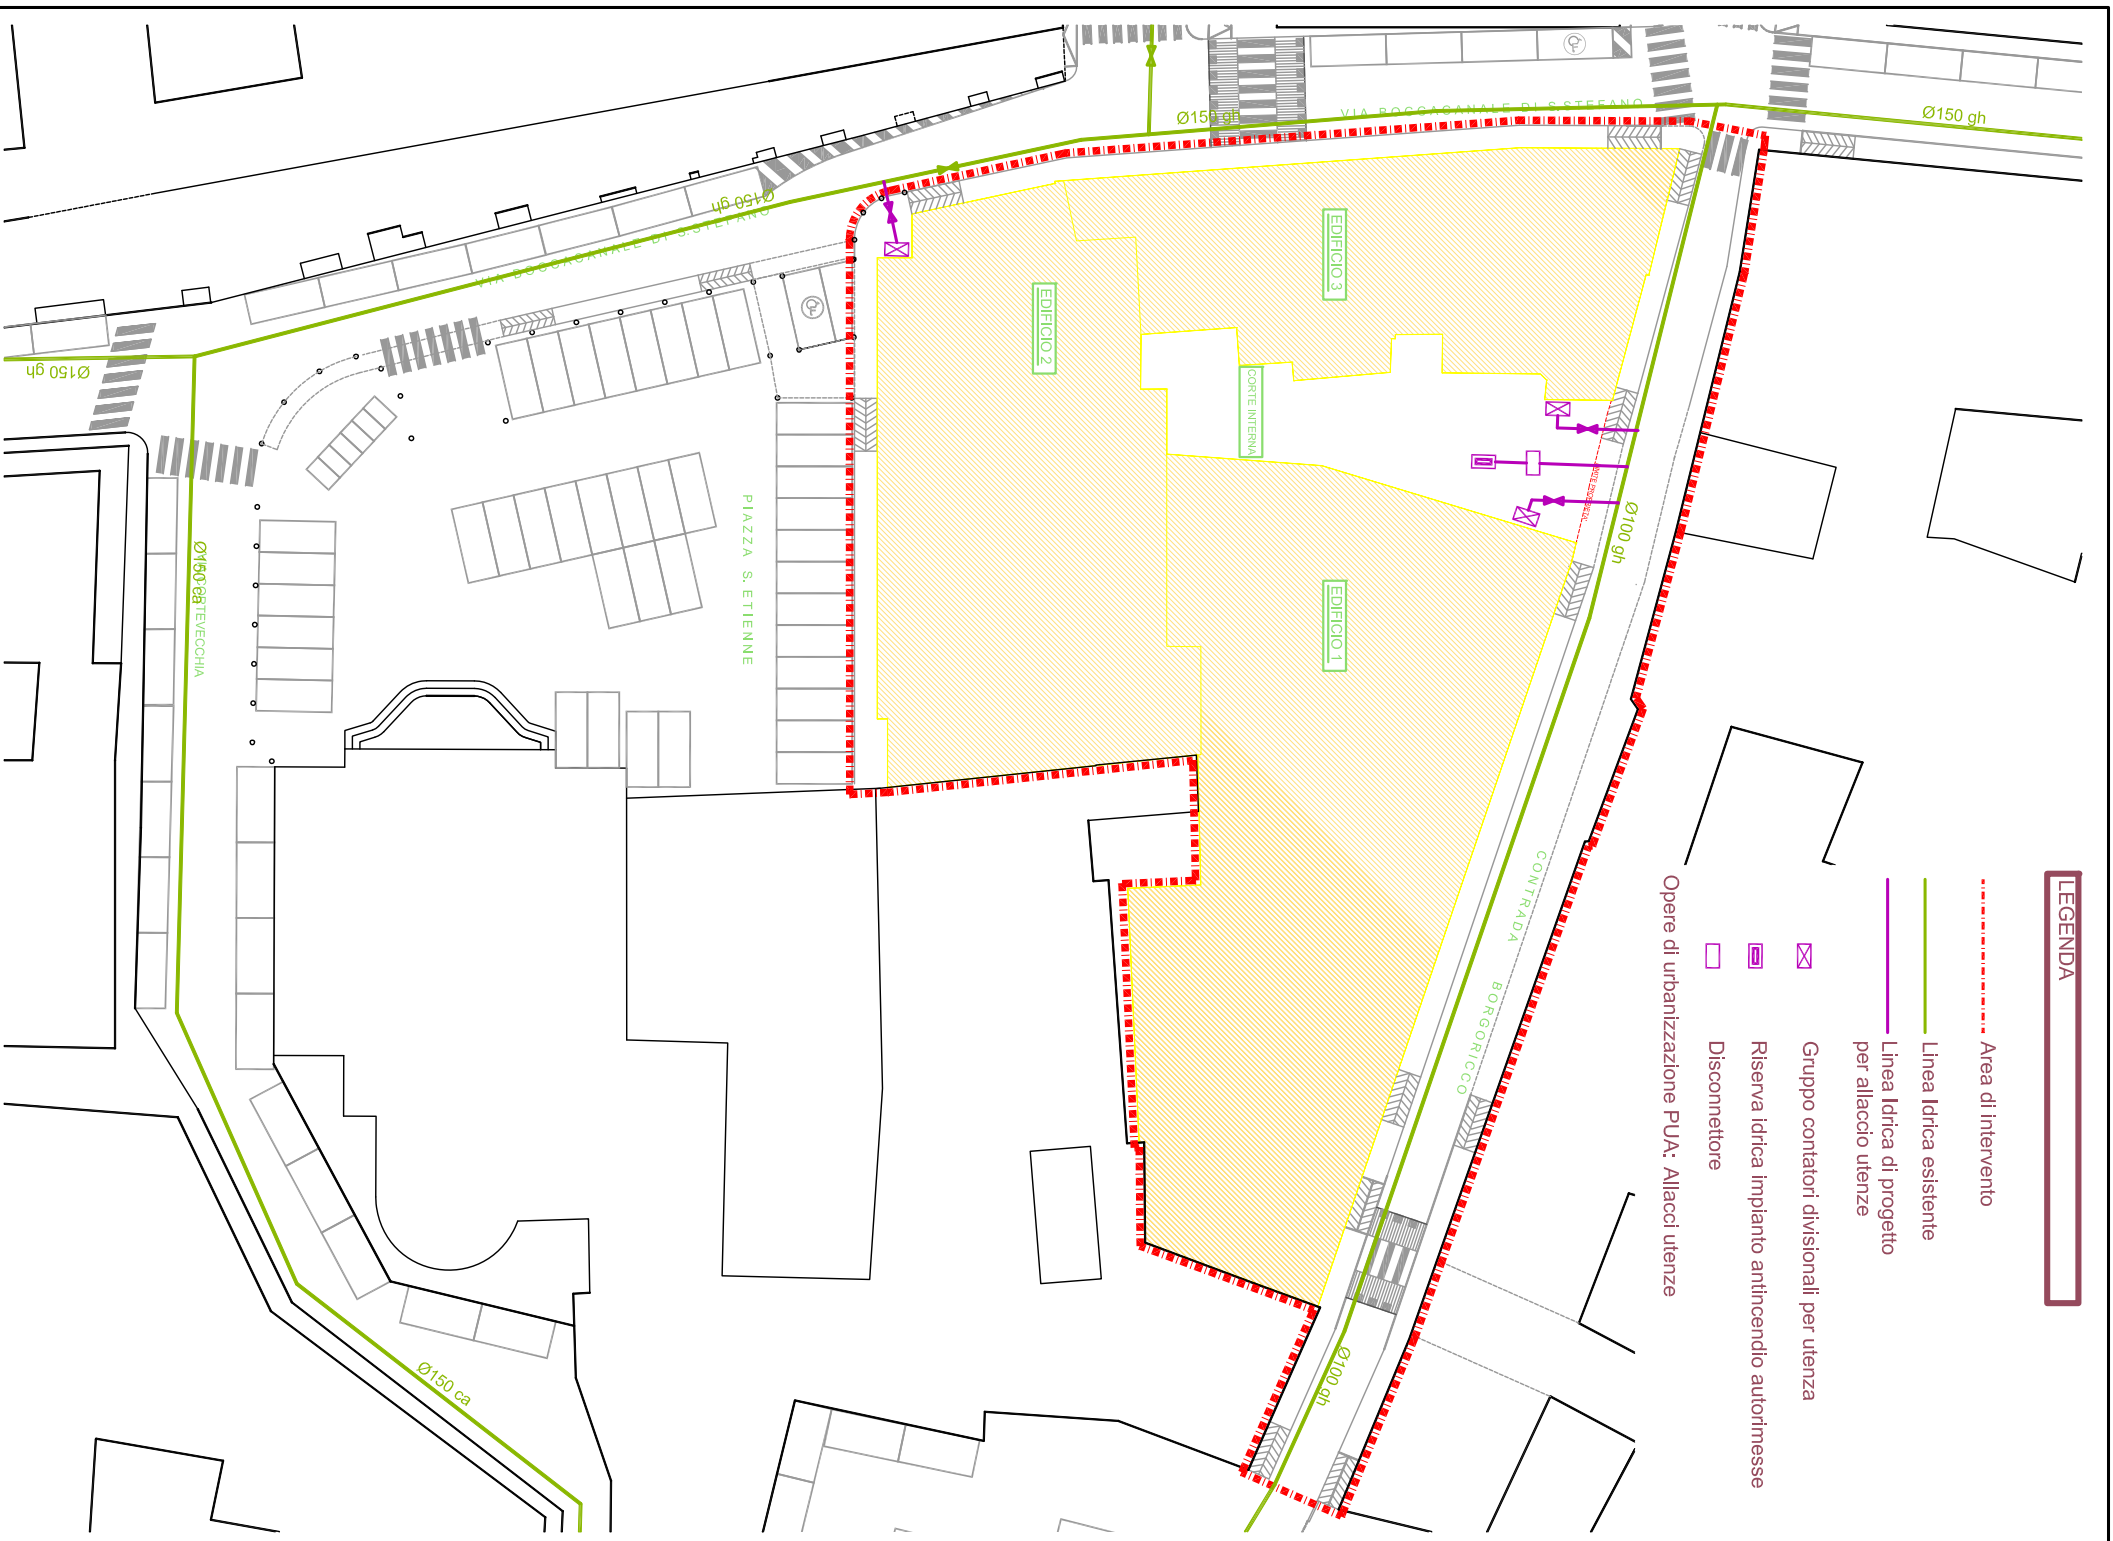 LEGENDA
Area di intervento
Linea Idrica esistente
Linea Idrica di progetto
per allaccio utenze
Gruppo contatori divisionali per utenza
Riserva idrica impianto antincendio autorimesse
Disconnettore
Opere di urbanizzazione PUA: Allacci utenze
VIA BOCCACANALE DI S.STEFANO
Ø150 gh
Ø150 gh
VIA BOCCACANALE DI S.STEFANO
Ø150 gh
Ø150 gh
EDIFICIO 3
EDIFICIO 2
CORTE INTERNA
EDIFICIO 1
PIAZZA S. ETIENNE
Ø150 ca
CORTEVECCHIA
Ø100 gh
CONTRADA BORGORICCO
Ø100 gh
Ø150 ca